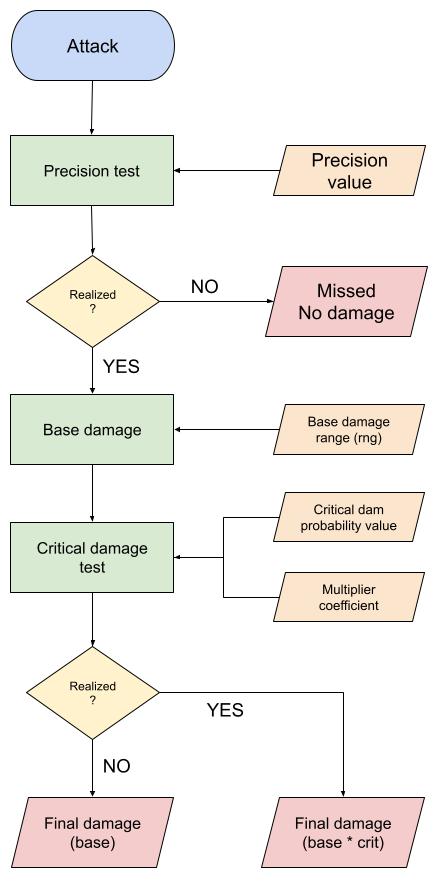 Attack
Precision test
Precision
value
Realized
?
NO
Missed
No damage
YES
Base damage
Base damage
range (rng)
Critical damage
test
Critical dam
probability value
Multiplier
coefficient
Realized
?
YES
NO
Final damage
(base)
Final damage
(base * crit)